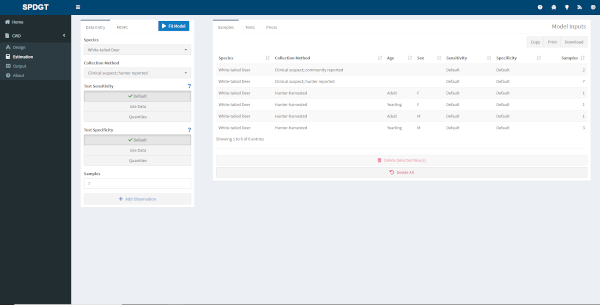 SPDGT
Home
CWD
Design
Estimation
Output
About
Data Entry
MCMC
Fit Model
Species
White-tailed Deer
Collection Method
Clinical suspect; hunter reported
Test Sensitivity ?
Default
Use Data
Quantiles
Test Specificity ?
Default
Use Data
Quantiles
Samples
7
Add Observation
Samples
Priors
Model Inputs
Copy Print Download
Species Collection Method Age Sex Sensitivity Specificity Samples
White-tailed Deer Clinical suspect; community reported Default Default 2
White-tailed Deer Clinical suspect; hunter reported Default Default 7
White-tailed Deer Hunter-harvested Adult F Default Default 1
White-tailed Deer Hunter-harvested Yearling F Default Default 1
White-tailed Deer Hunter-harvested Adult M Default Default 1
White-tailed Deer Hunter-harvested Yearling M Default Default
Showing 1 to 6 of 6 entries
Delete Selected Row(s)
Delete All